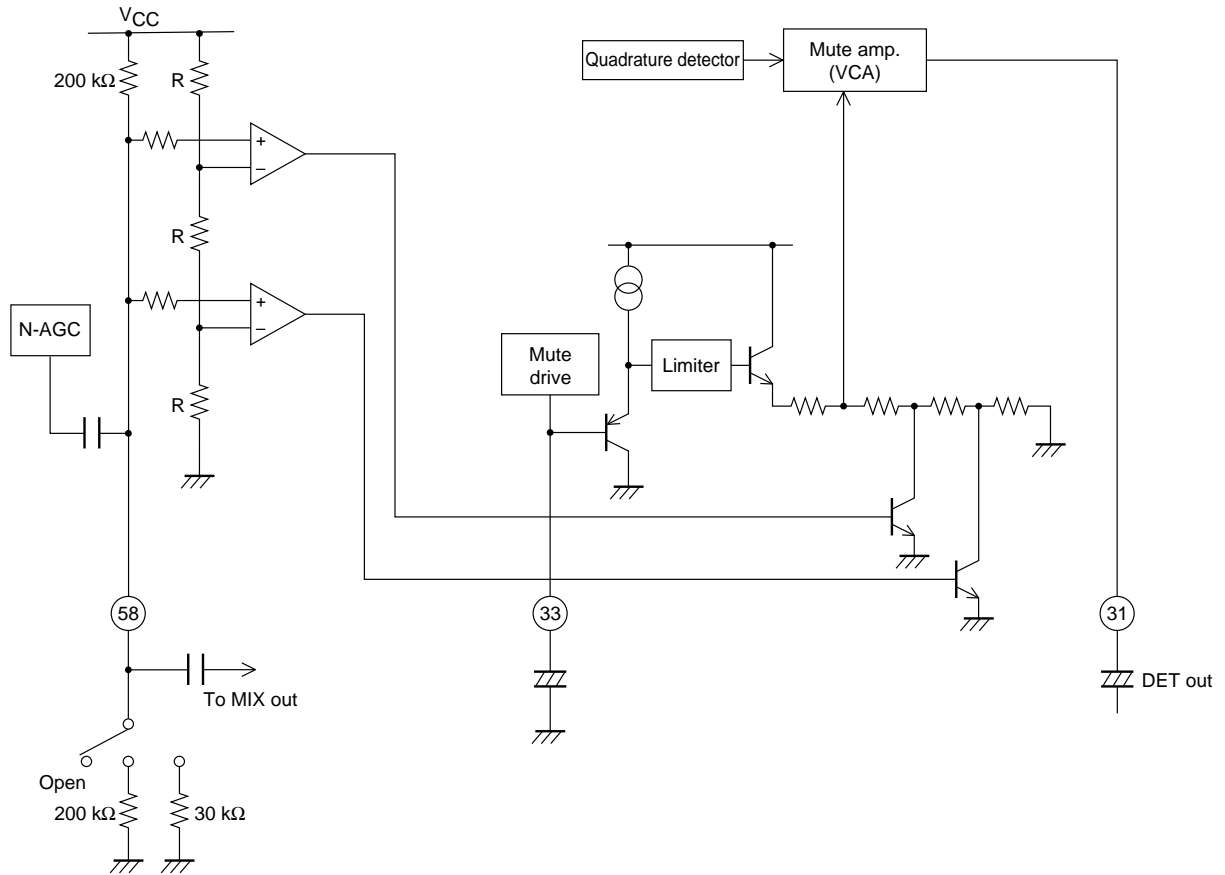 VCC
200 kΩ
R
+
−
R
+
−
R
N-AGC
58
To MIX out
Open
200 kΩ
30 kΩ
Quadrature detector
Mute amp.
(VCA)
Mute
drive
Limiter
33
31
DET out